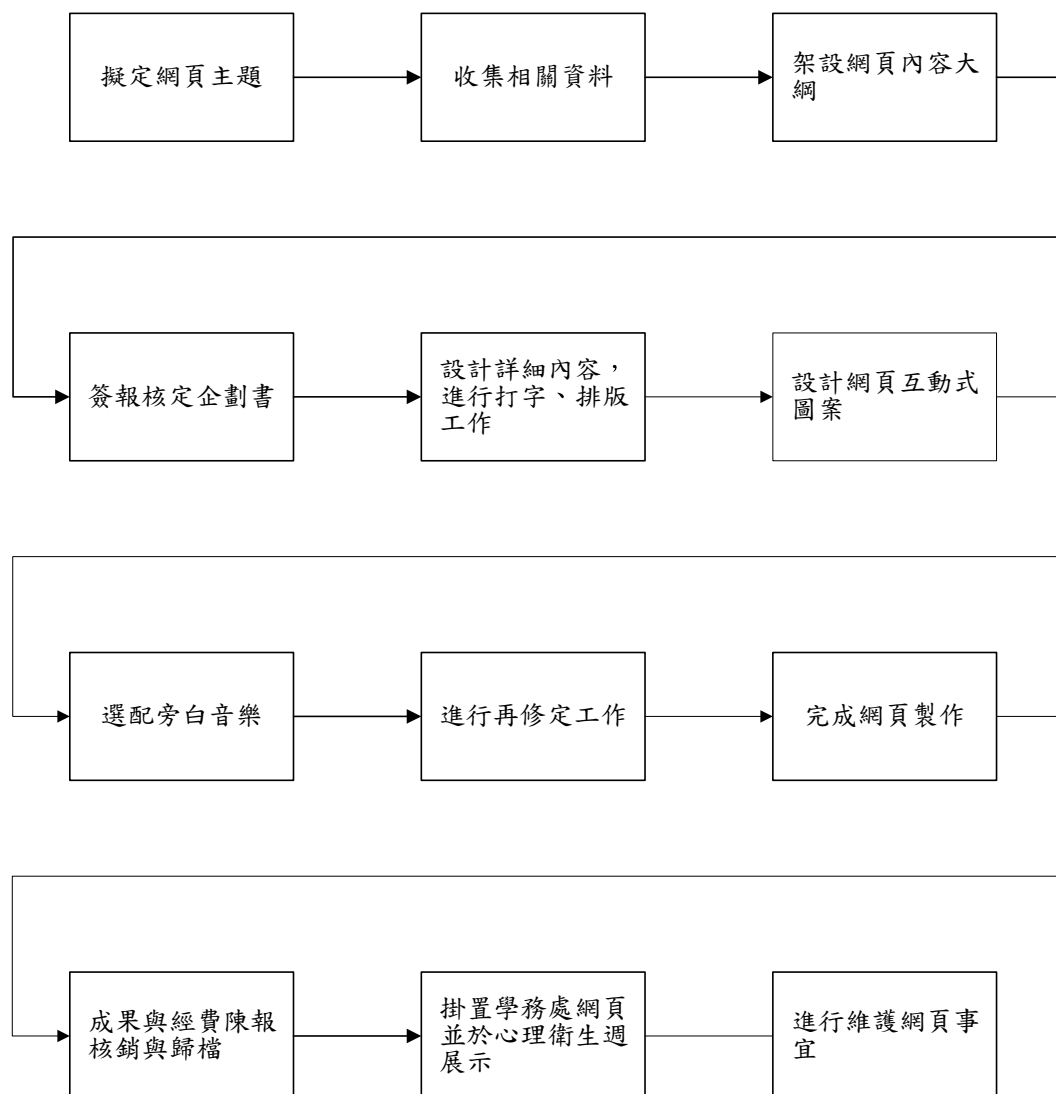 擬定網頁主題
收集相關資料
架設網頁內容大
綱
簽報核定企劃書
設計詳細內容，
進行打字、排版
工作
設計網頁互動式
圖案
選配旁白音樂
進行再修定工作
完成網頁製作
成果與經費陳報
核銷與歸檔
掛置學務處網頁
並於心理衛生週
展示
進行維護網頁事
宜